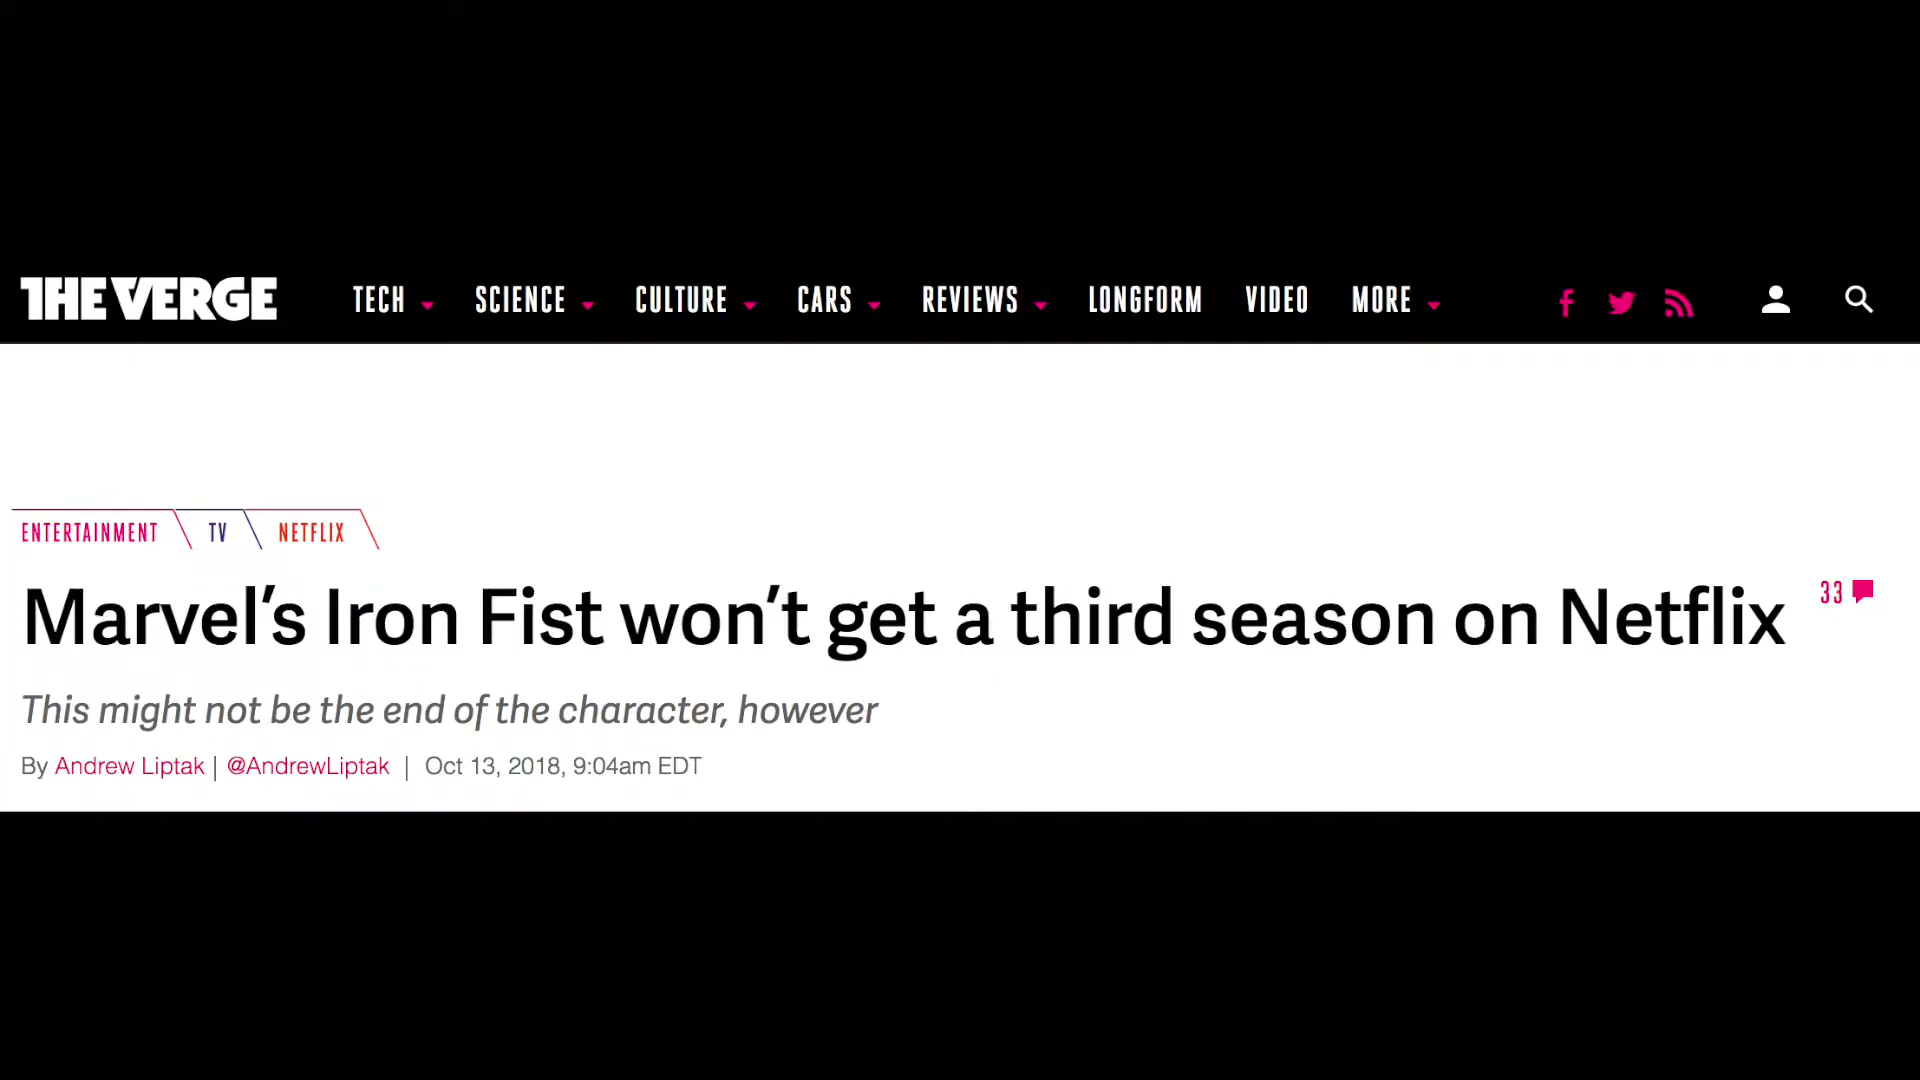 THE VERGE TECH SCIENCE CULTURE CARS REVIEWS LONGFORM VIDEO MORE
ENTERTAINMENT TV NETFLIX
Marvel’s Iron Fist won’t get a third season on Netflix 33
This might not be the end of the character, however
By Andrew Liptak | @AndrewLiptak | Oct 13, 2018, 9:04am EDT